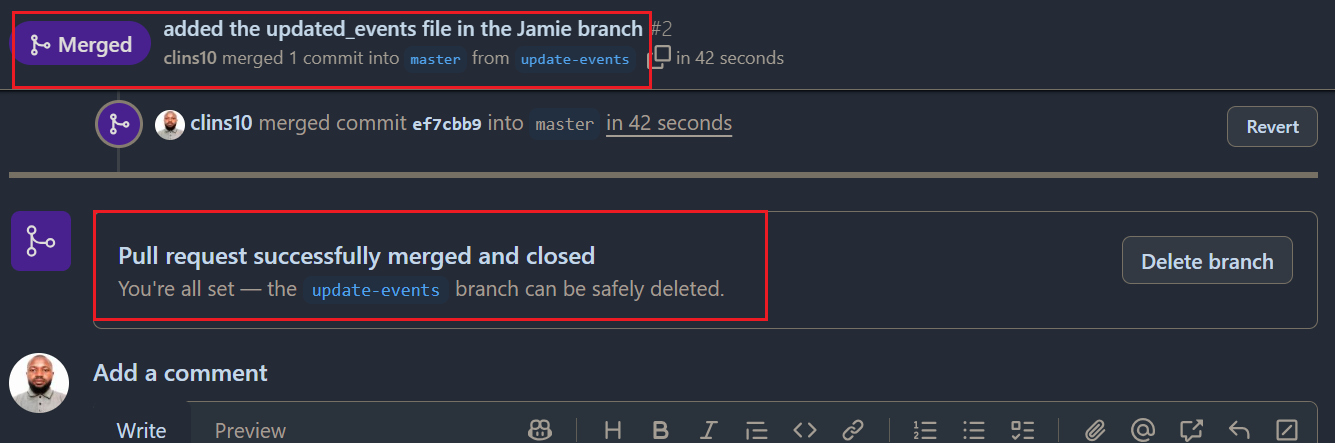 Merged
added the updated_events file in the Jamie branch #2
clins10 merged 1 commit into master from update-events in 42 seconds
clins10 merged commit ef7cbb9 into master in 42 seconds
Revert
Pull request successfully merged and closed
You're all set — the update-events branch can be safely deleted.
Delete branch
Add a comment
Write Preview